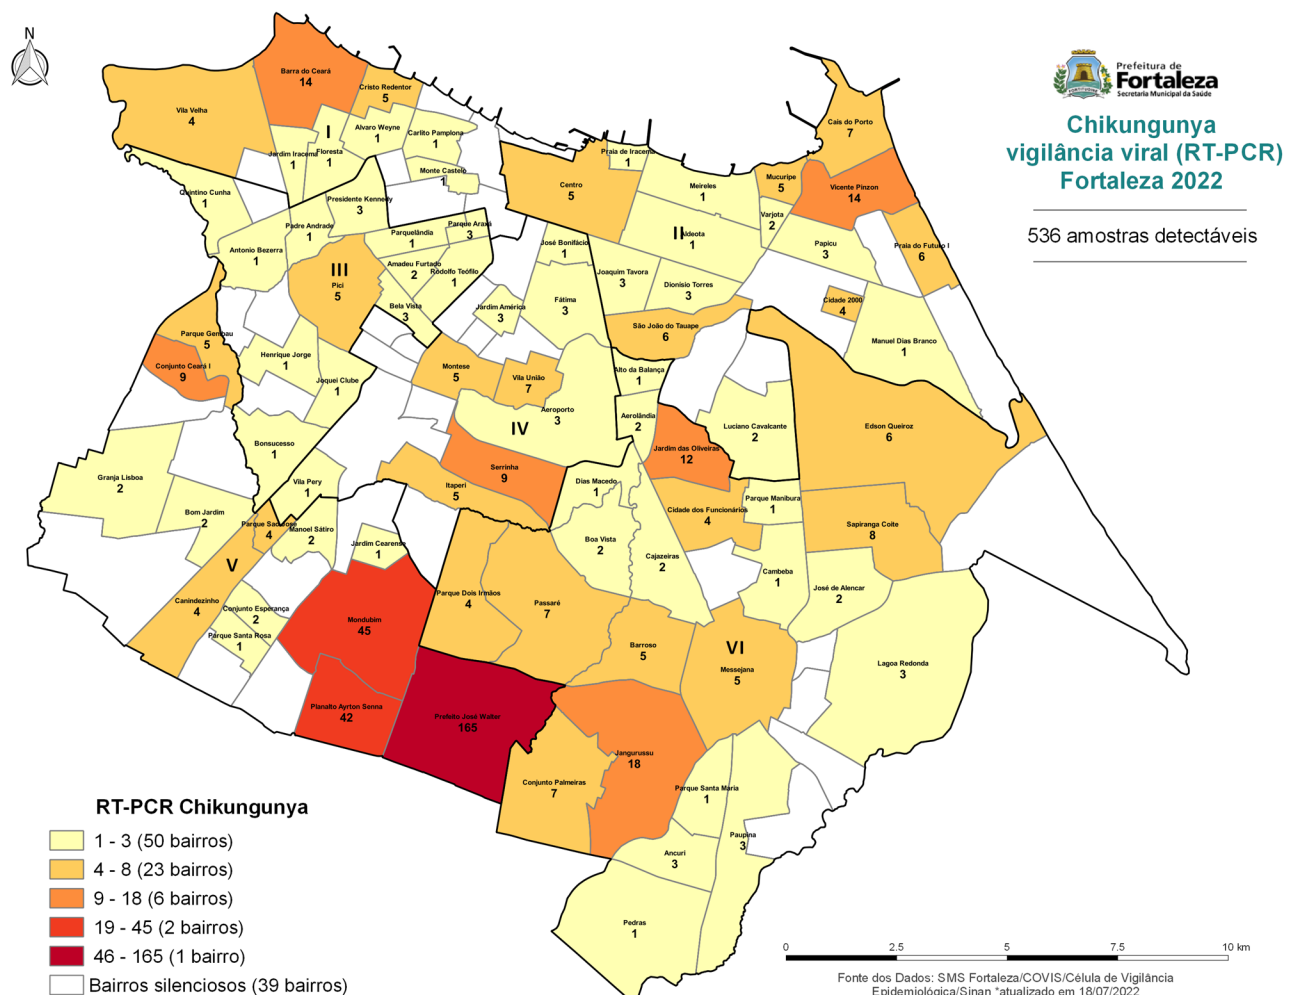 N
Prefeitura de
Fortaleza
Secretaria Municipal da Saúde
FORTITUDINE
Chikungunya
vigilância viral (RT-PCR)
Fortaleza 2022
536 amostras detectáveis
Barra do Ceará
14
Cristo Redentor
5
Vila Velha
4
I
Alvaro Weyne
1
Carlito Pamplona
1
Jardim Iracema
1
Floresta
1
Monte Castelo
1
Cais do Porto
7
Praia de Iracema
1
Centro
5
Meireles
1
Mucuripe
5
Vicente Pinzon
14
Quintino Cunha
1
Presidente Kennedy
3
Padre Andrade
1
Parquelândia
1
Parque Araxá
3
Varjota
2
II
Aldeota
1
Papicu
3
Praia do Futuro I
6
Antonio Bezerra
1
III
Pici
5
Amadeu Furtado
2
Rodolfo Teófilo
1
José Bonifácio
1
Joaquim Tavora
3
Dionisio Torres
3
Bela Vista
3
Jardim América
3
Fátima
3
Cidade 2000
4
São João do Tauape
6
Manuel Dias Branco
1
Parque Genibau
5
Conjunto Ceará I
9
Henrique Jorge
1
Joquei Clube
1
Montese
5
Vila União
7
Alto da Balança
1
Aeroporto
3
Aerolândia
2
IV
Luciano Cavalcante
2
Edson Queiroz
6
Bonsucesso
1
Jardim das Oliveiras
12
Serrinha
9
Granja Lisboa
2
Vila Pery
1
Itaperi
5
Dias Macedo
1
Parque Manibura
1
Bom Jardim
2
Parque Sao Jose
4
Manoel Sátiro
2
Cidade dos Funcionários
4
Sapiranga Coite
8
Jardim Cearense
1
Boa Vista
2
Cajazeiras
2
V
Cambeba
1
José de Alencar
2
Canindezinho
4
Conjunto Esperança
2
Parque Santa Rosa
1
Mondubim
45
Parque Dois Irmãos
4
Passaré
7
Barroso
5
VI
Messejana
5
Lagoa Redonda
3
Planalto Ayrton Senna
42
Prefeito José Walter
165
Jangurussu
18
Conjunto Palmeiras
7
Parque Santa Maria
1
Paupina
3
Ancuri
3
Pedras
1
RT-PCR Chikungunya
1 - 3 (50 bairros)
4 - 8 (23 bairros)
9 - 18 (6 bairros)
19 - 45 (2 bairros)
46 - 165 (1 bairro)
Bairros silenciosos (39 bairros)
0 2.5 5 7.5 10 km
Fonte dos Dados: SMS Fortaleza/COVIS/Célula de Vigilância
Epidemiológica/Sinan *atualizado em 18/07/2022